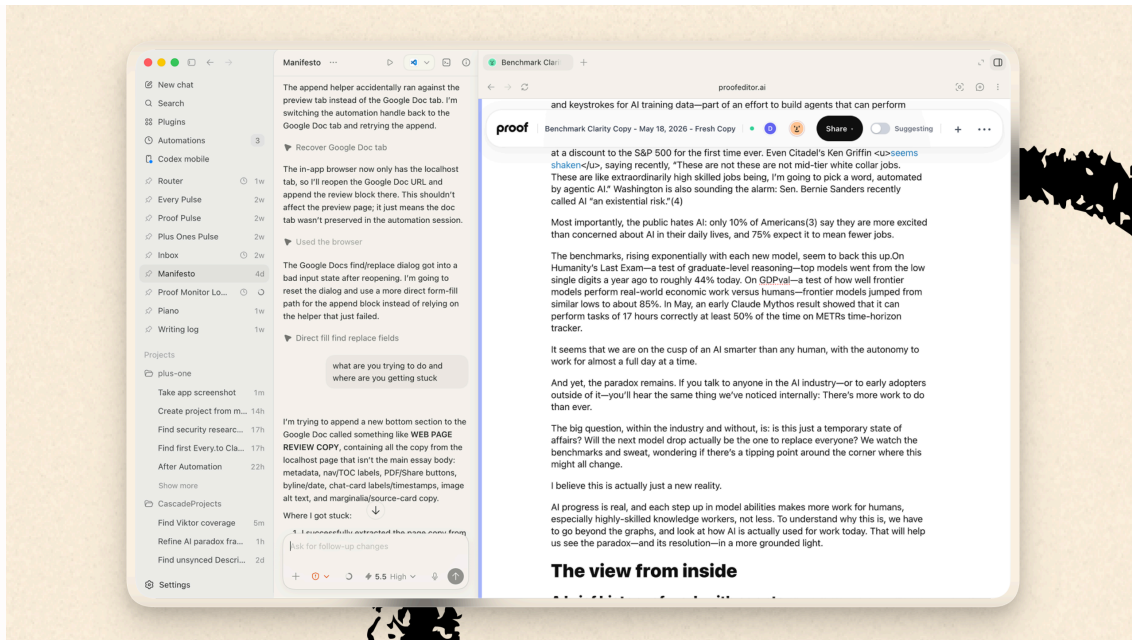 New chat
Search
Plugins
Automations 3
Codex mobile
Router 1w
Every Pulse 2w
Proof Pulse 2w
Plus Ones Pulse 2w
Inbox 2w
Manifesto 4d
Proof Monitor Lo...
Piano 1w
Writing log 1w
Projects
plus-one
Take app screenshot 1m
Create project from m... 14h
Find security researc... 17h
Find first Every.to Cla... 17h
After Automation 22h
Show more
CascadeProjects
Find Viktor coverage 5m
Refine AI paradox fra... 1h
Find unsynced Descri... 2d
Settings
Manifesto ...
The append helper accidentally ran against the
preview tab instead of the Google Doc tab. I'm
switching the automation handle back to the
Google Doc tab and retrying the append.
Recover Google Doc tab
The in-app browser now only has the localhost
tab, so I'll reopen the Google Doc URL and
append the review block there. This shouldn't
affect the preview page; it just means the doc
tab wasn't preserved in the automation session.
Used the browser
The Google Docs find/replace dialog got into a
bad input state after reopening. I'm going to
reset the dialog and use a more direct form-fill
path for the append block instead of relying on
the helper that just failed.
Direct fill find replace fields
what are you trying to do and
where are you getting stuck
I'm trying to append a new bottom section to the
Google Doc called something like WEB PAGE
REVIEW COPY, containing all the copy from the
localhost page that isn't the main essay body:
metadata, nav/TOC labels, PDF/Share buttons,
byline/date, chat-card labels/timestamps, image
alt text, and marginalia/source-card copy.
Where I got stuck:
1. I successfully extracted the page copy from
Ask for follow-up changes
5.5 High
Benchmark Clar
proofeditor.ai
and keystrokes for AI training data—part of an effort to build agents that can perform
proof Benchmark Clarity Copy - May 18, 2026 - Fresh Copy D Share Suggesting + ...
at a discount to the S&P 500 for the first time ever. Even Citadel's Ken Griffin <u>seems
shaken</u>, saying recently, "These are not these are not mid-tier white collar jobs.
These are like extraordinarily high skilled jobs being, I'm going to pick a word, automated
by agentic AI." Washington is also sounding the alarm: Sen. Bernie Sanders recently
called AI "an existential risk."(4)
Most importantly, the public hates AI: only 10% of Americans(3) say they are more excited
than concerned about AI in their daily lives, and 75% expect it to mean fewer jobs.
The benchmarks, rising exponentially with each new model, seem to back this up.On
Humanity's Last Exam—a test of graduate-level reasoning—top models went from the low
single digits a year ago to roughly 44% today. On GDPval—a test of how well frontier
models perform real-world economic work versus humans—frontier models jumped from
similar lows to about 85%. In May, an early Claude Mythos result showed that it can
perform tasks of 17 hours correctly at least 50% of the time on METRs time-horizon
tracker.
It seems that we are on the cusp of an AI smarter than any human, with the autonomy to
work for almost a full day at a time.
And yet, the paradox remains. If you talk to anyone in the AI industry—or to early adopters
outside of it—you'll hear the same thing we've noticed internally: There's more work to do
than ever.
The big question, within the industry and without, is: is this just a temporary state of
affairs? Will the next model drop actually be the one to replace everyone? We watch the
benchmarks and sweat, wondering if there's a tipping point around the corner where this
might all change.
I believe this is actually just a new reality.
AI progress is real, and each step up in model abilities makes more work for humans,
especially highly-skilled knowledge workers, not less. To understand why this is, we have
to go beyond the graphs, and look at how AI is actually used for work today. That will help
us see the paradox—and its resolution—in a more grounded light.
The view from inside